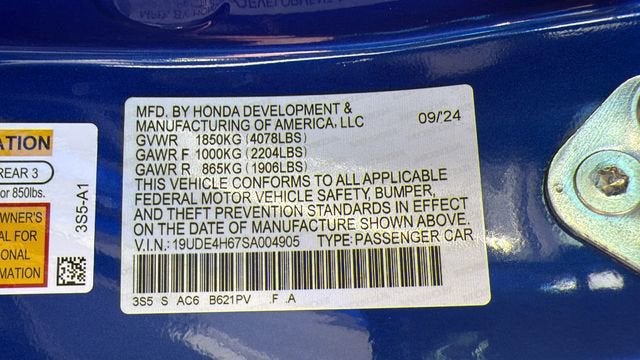 ATION
REAR 3
or 850lbs.
WNER'S
AL FOR
IONAL
MATION
3S5-A1
MFD. BY HONDA DEVELOPMENT &
MANUFACTURING OF AMERICA, LLC
09/24
GVWR 1850KG (4078LBS)
GAWR F 1000KG (2204LBS)
GAWR R 865KG (1906LBS)
THIS VEHICLE CONFORMS TO ALL APPLICABLE
FEDERAL MOTOR VEHICLE SAFETY, BUMPER,
AND THEFT PREVENTION STANDARDS IN EFFECT
ON THE DATE OF MANUFACTURE SHOWN ABOVE.
V.I.N.: 19UDE4H67SA004905 TYPE: PASSENGER CAR
3S5 S AC6 B621PV .F .A